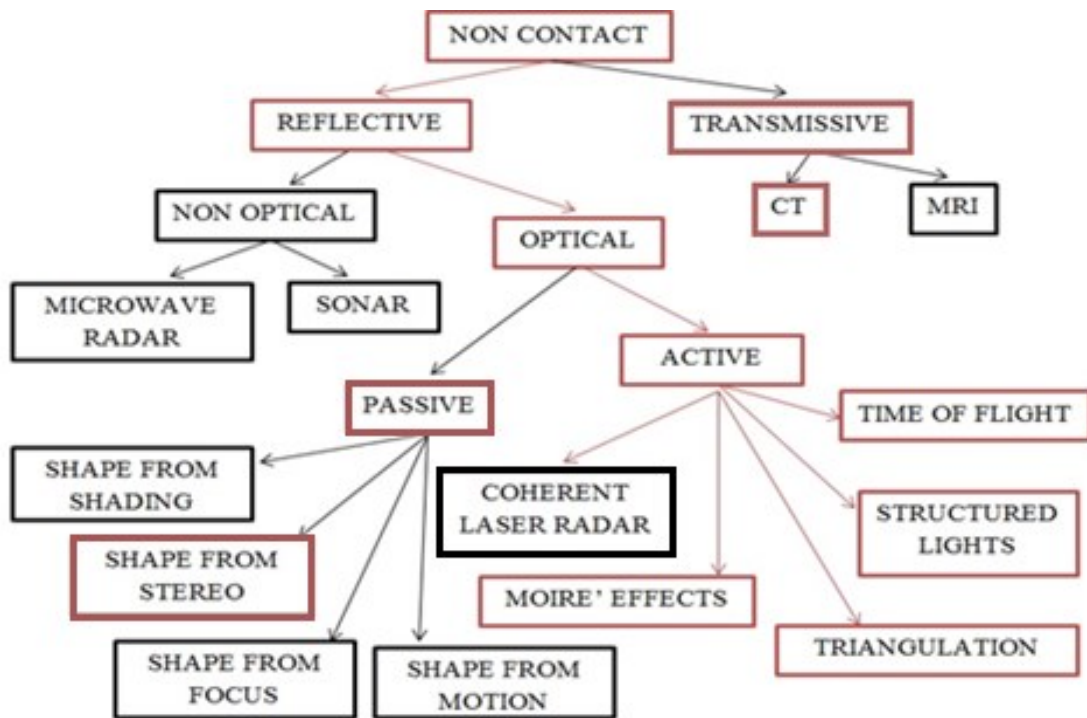 NON CONTACT
REFLECTIVE
TRANSMISSIVE
NON OPTICAL
CT
MRI
OPTICAL
MICROWAVE
RADAR
SONAR
ACTIVE
PASSIVE
TIME OF FLIGHT
SHAPE FROM
SHADING
COHERENT
LASER RADAR
STRUCTURED
LIGHTS
SHAPE FROM
STEREO
MOIRE' EFFECTS
TRIANGULATION
SHAPE FROM
FOCUS
SHAPE FROM
MOTION